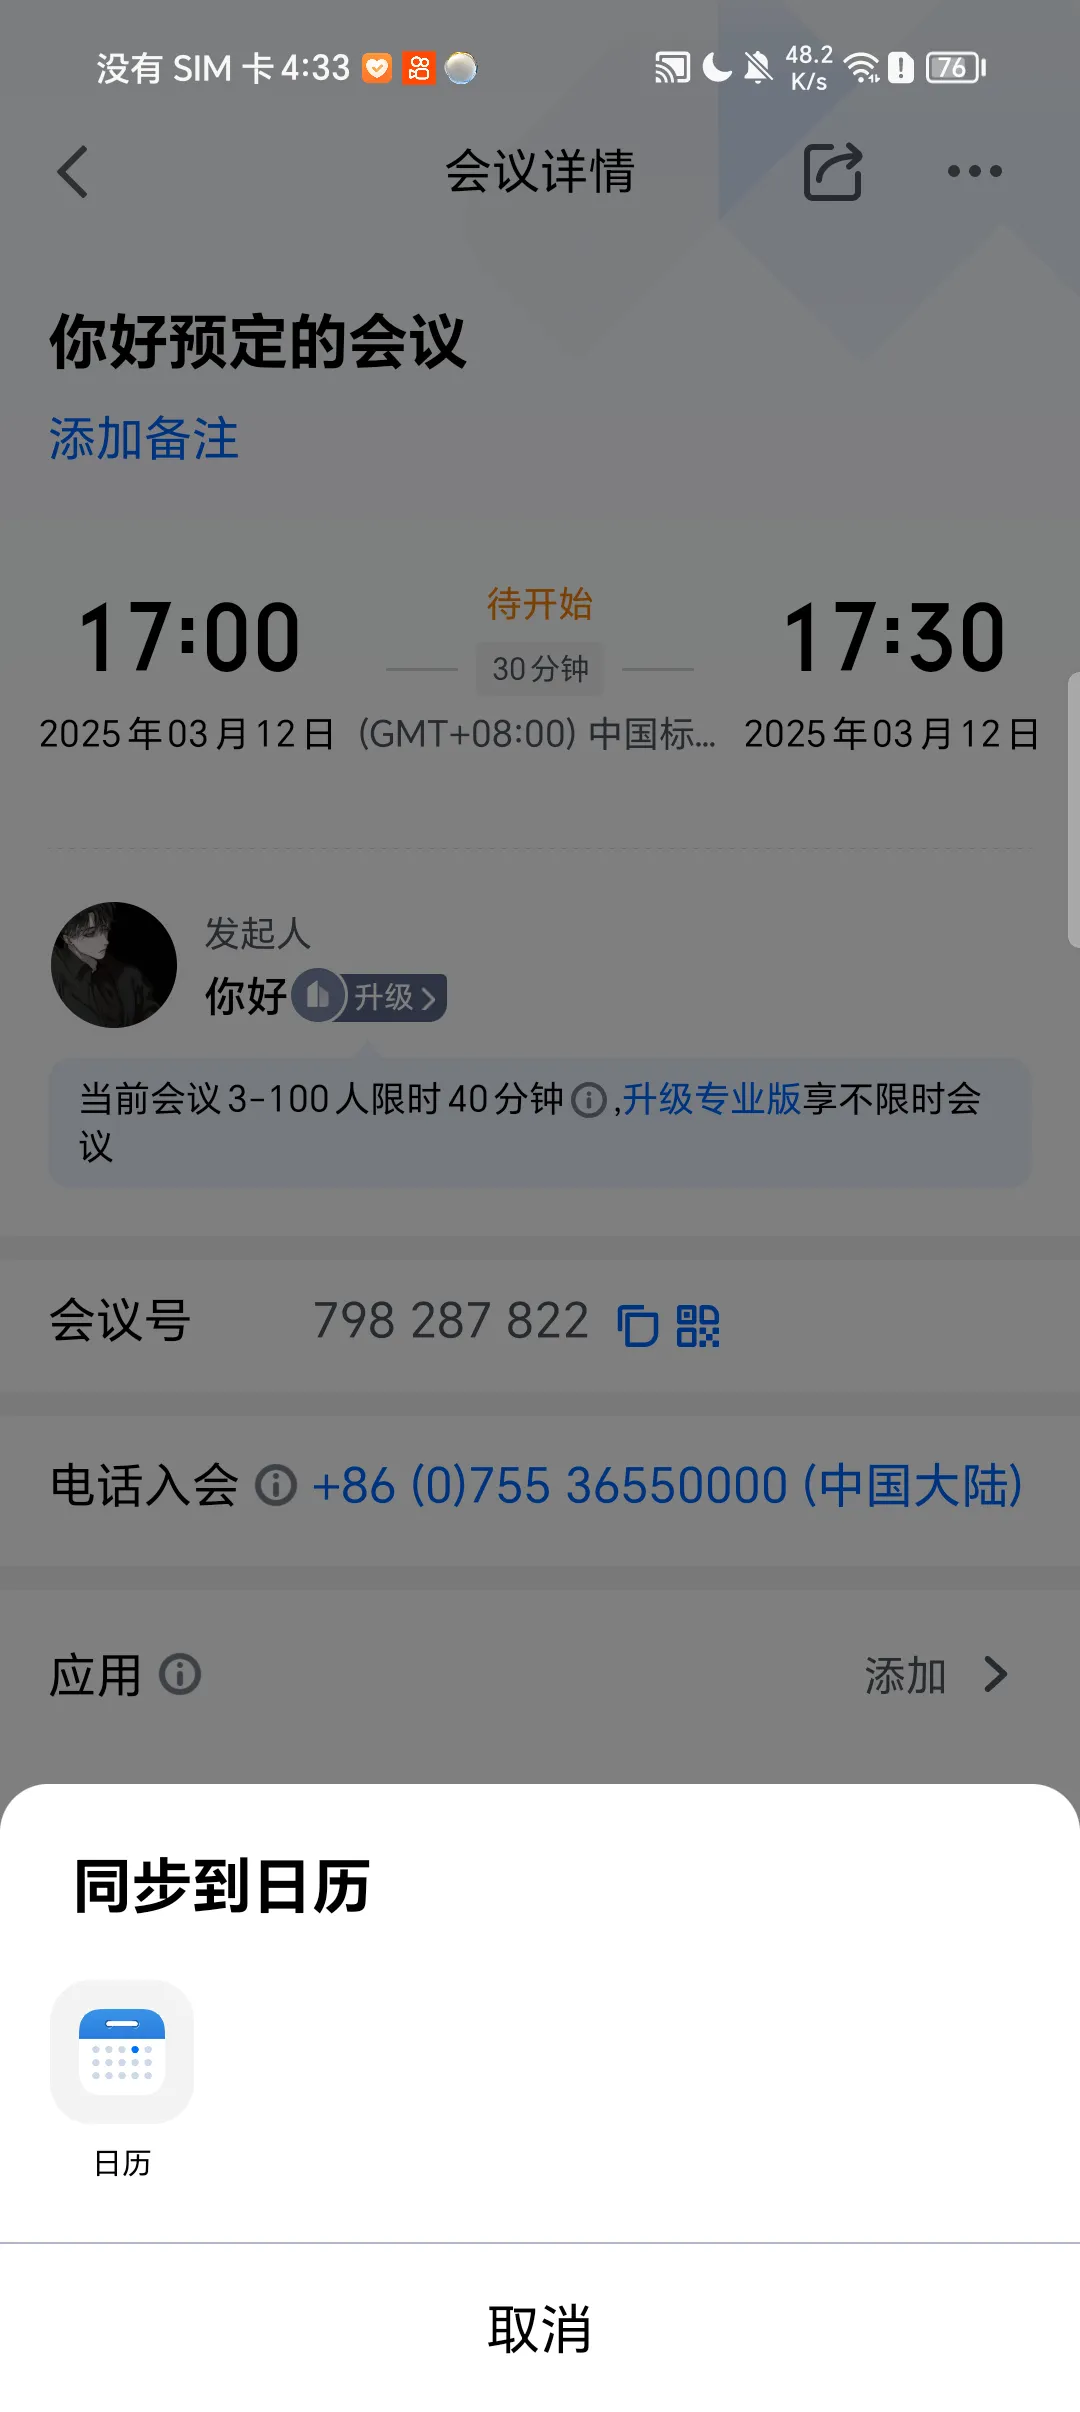 没有 SIM 卡 4:33
48.2 K/s
76
会议详情
你好预定的会议
添加备注
17:00
待开始
30分钟
17:30
2025年03月12日
(GMT+08:00) 中国标...
2025年03月12日
发起人
你好
升级
当前会议3-100人限时40分钟,升级专业版享不限时会
议
会议号
798 287 822
电话入会
+86 (0)755 36550000 (中国大陆)
应用
添加
同步到日历
日历
取消